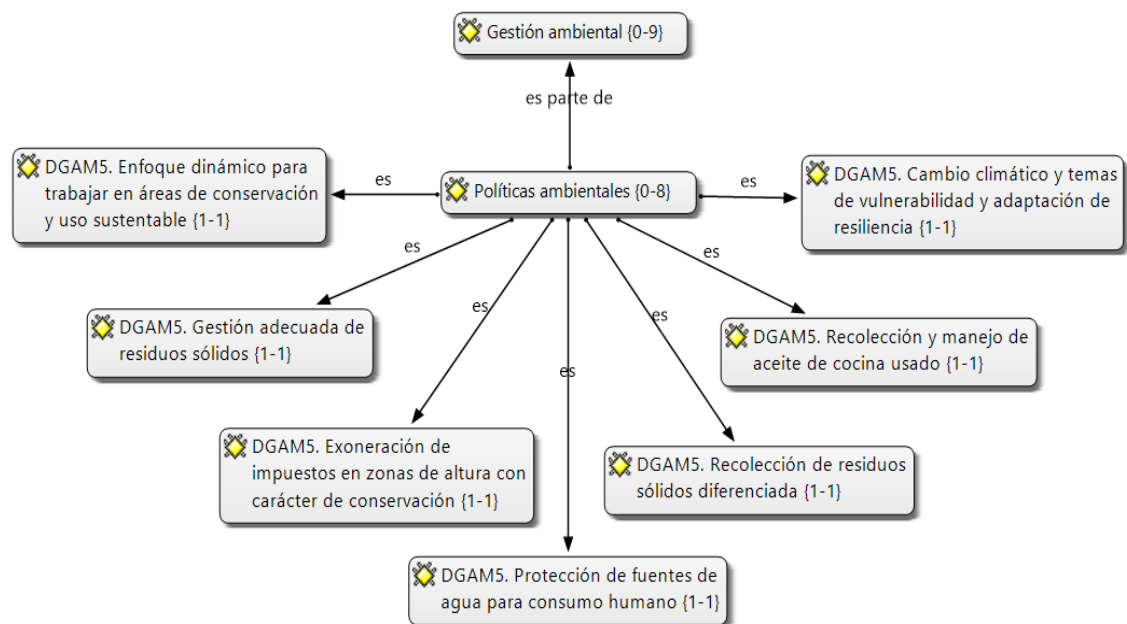 Gestión ambiental {0-9}
es parte de
DGAM5. Enfoque dinámico para
trabajar en áreas de conservación
y uso sustentable {1-1}
es
Políticas ambientales {0-8}
es
DGAM5. Cambio climático y temas
de vulnerabilidad y adaptación de
resiliencia {1-1}
es
es
es
es
es
DGAM5. Gestión adecuada de
residuos sólidos {1-1}
DGAM5. Recolección y manejo de
aceite de cocina usado {1-1}
DGAM5. Exoneración de
impuestos en zonas de altura con
carácter de conservación {1-1}
DGAM5. Recolección de residuos
sólidos diferenciada {1-1}
DGAM5. Protección de fuentes de
agua para consumo humano {1-1}